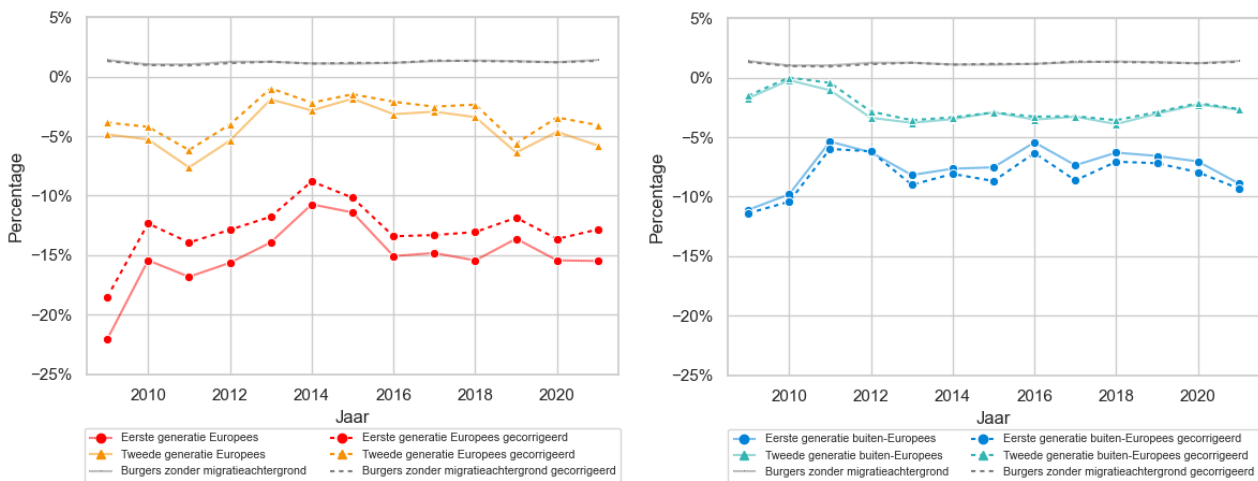 5%
0%
−5%
−10%
−15%
−20%
−25%
Percentage
2010 2012 2014 2016 2018 2020
Jaar
Eerste generatie Europees
Eerste generatie Europees gecorrigeerd
Tweede generatie Europees
Tweede generatie Europees gecorrigeerd
Burgers zonder migratieachtergrond
Burgers zonder migratieachtergrond gecorrigeerd
5%
0%
−5%
−10%
−15%
−20%
−25%
Percentage
2010 2012 2014 2016 2018 2020
Jaar
Eerste generatie buiten-Europees
Eerste generatie buiten-Europees gecorrigeerd
Tweede generatie buiten-Europees
Tweede generatie buiten-Europees gecorrigeerd
Burgers zonder migratieachtergrond
Burgers zonder migratieachtergrond gecorrigeerd